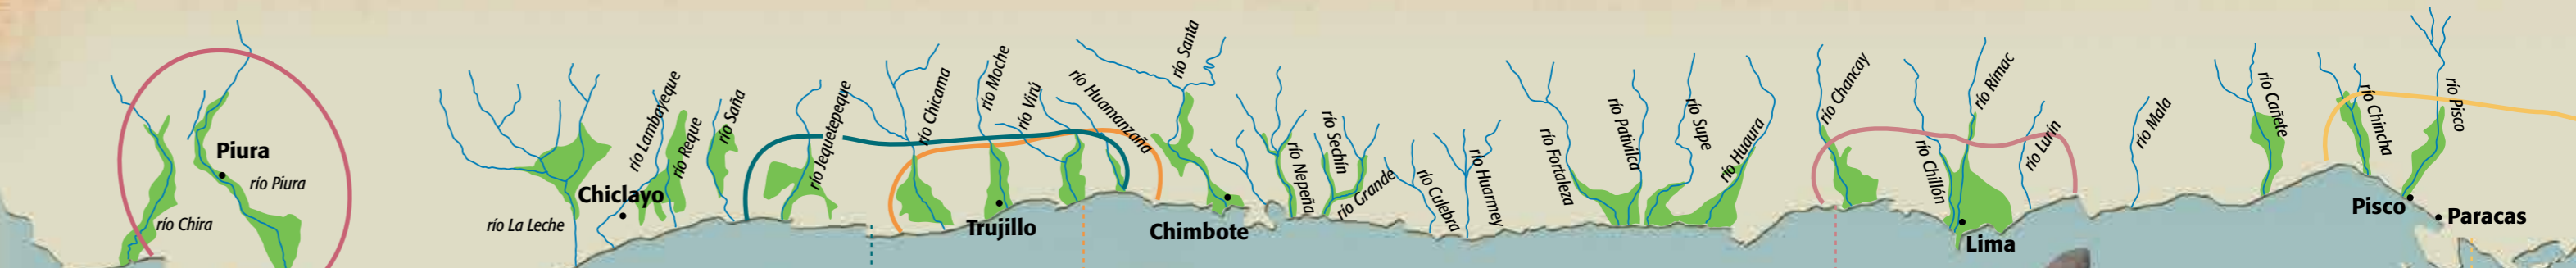 Piura
río Piura
río Chira
río La Leche
Chiclayo
río Lambayeque
río Reque
río Saña
río Jequetepeque
río Chicama
río Moche
río Virú
río Huamanzaña
Trujillo
río Santa
Chimbote
río Nepeña
río Sechín
río Grande
río Culebra
río Huarmey
río Fortaleza
río Pativilca
río Supe
río Huaura
río Chancay
río Chillón
río Rimac
río Lurín
Lima
río Mala
río Cañete
río Chincha
río Pisco
Pisco
Paracas